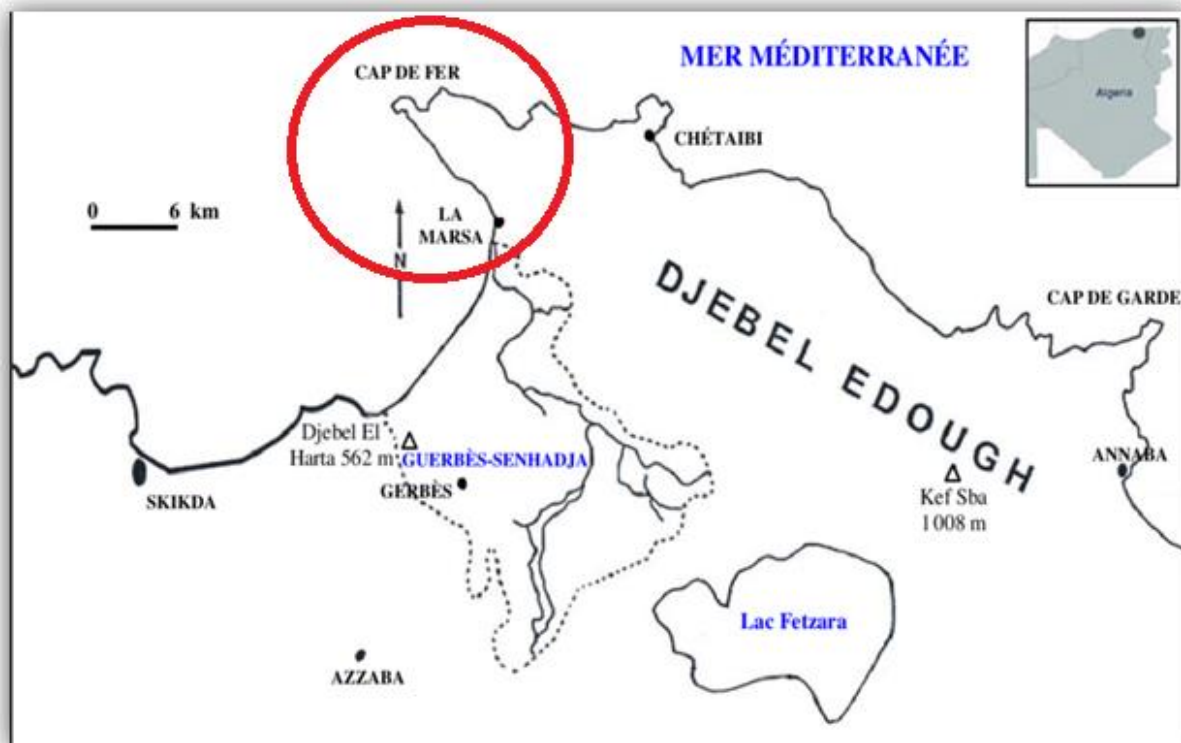 MER MÉDITERRANÉE
Algeria
CAP DE FER
CHÉTAIBI
0 6 km
LA
MARSA
N
DJEBEL EDOUGH
CAP DE GARDE
Djebel El
Harta 562 m
GUERBÈS-SENHADJA
GERBÈS
SKIKDA
ANNABA
Kef Sba
1008 m
Lac Fetzara
AZZABA